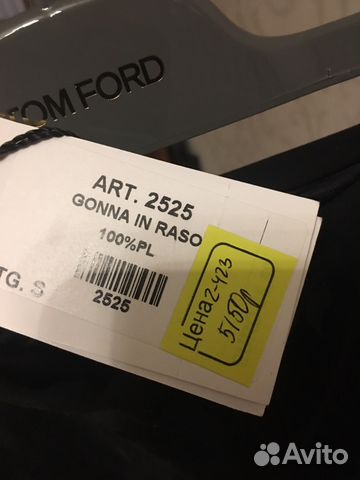 TOM FORD
ART. 2525
GONNA IN RASO
100%PL
TG. S
2525
Цена 2-423
5150р
Avito